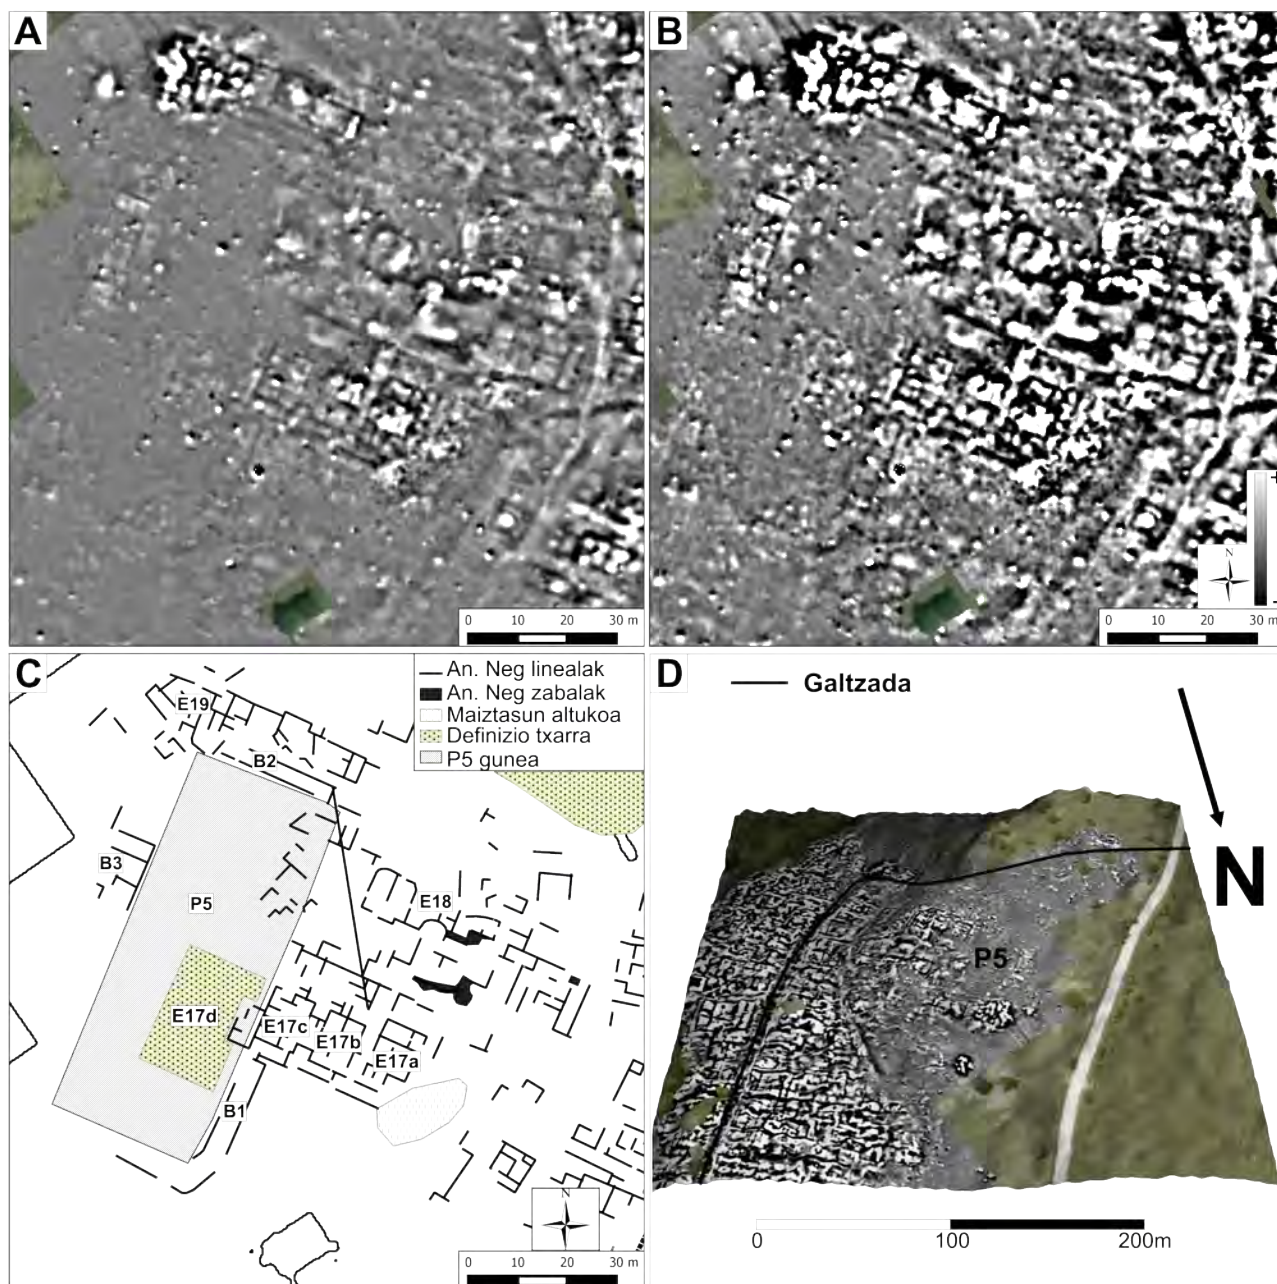 A
B
+
N
-
0 10 20 30 m
0 10 20 30 m
C
An. Neg linealak
An. Neg zabalak
Maiztasun altukoa
Definizio txarra
P5 gunea
E19
B2
B3
P5
E18
E17d
E17c
E17b
E17a
B1
N
0 10 20 30 m
D
Galtzada
N
P5
0 200m